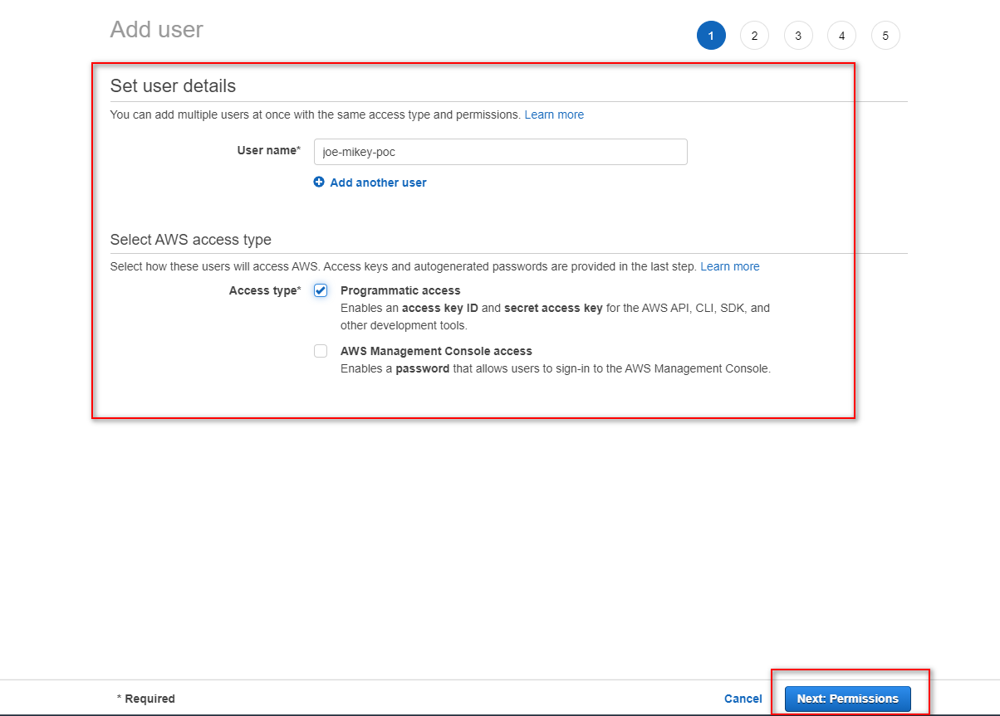 Add user
1 2 3 4 5
Set user details
You can add multiple users at once with the same access type and permissions. Learn more
User name* joe-mikey-poc
Add another user
Select AWS access type
Select how these users will access AWS. Access keys and autogenerated passwords are provided in the last step. Learn more
Access type* Programmatic access
Enables an access key ID and secret access key for the AWS API, CLI, SDK, and
other development tools.
AWS Management Console access
Enables a password that allows users to sign-in to the AWS Management Console.
* Required Cancel Next: Permissions